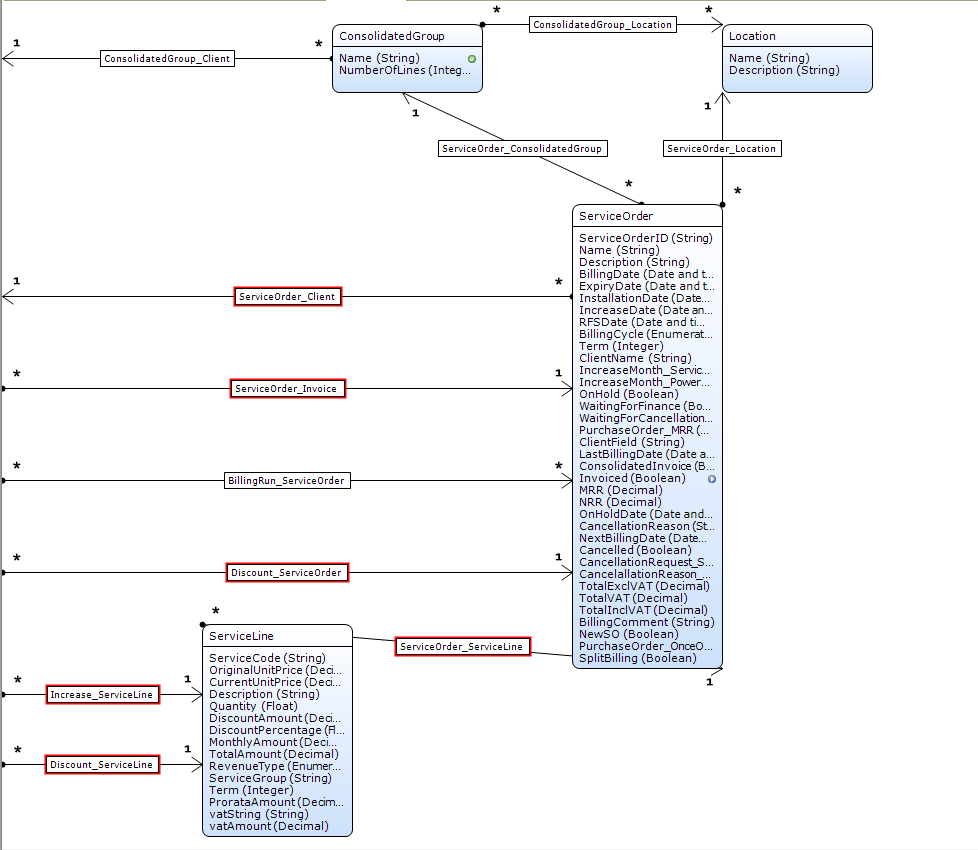 *
*
ConsolidatedGroup_Location
ConsolidatedGroup
Name (String)
NumberOfLines (Integ...
Location
Name (String)
Description (String)
1
*
ConsolidatedGroup_Client
1
1
ServiceOrder_ConsolidatedGroup
ServiceOrder_Location
*
*
ServiceOrder
ServiceOrderID (String)
Name (String)
Description (String)
BillingDate (Date and t...
ExpiryDate (Date and t...
InstallationDate (Date...
IncreaseDate (Date an...
RFSDate (Date and ti...
BillingCycle (Enumerat...
Term (Integer)
ClientName (String)
IncreaseMonth_Servic...
IncreaseMonth_Power...
OnHold (Boolean)
WaitingForFinance (Bo...
WaitingForCancellation...
PurchaseOrder_MRR (...
ClientField (String)
LastBillingDate (Date a...
ConsolidatedInvoice (B...
Invoiced (Boolean)
MRR (Decimal)
NRR (Decimal)
OnHoldDate (Date and...
CancellationReason (St...
NextBillingDate (Date...
Cancelled (Boolean)
CancellationRequest_S...
CancelallationReason_...
TotalExclVAT (Decimal)
TotalVAT (Decimal)
TotalInclVAT (Decimal)
BillingComment (String)
NewSO (Boolean)
PurchaseOrder_OnceO...
SplitBilling (Boolean)
1
*
ServiceOrder_Client
*
1
ServiceOrder_Invoice
*
*
BillingRun_ServiceOrder
*
1
Discount_ServiceOrder
*
ServiceOrder_ServiceLine
1
ServiceLine
ServiceCode (String)
OriginalUnitPrice (Deci...
CurrentUnitPrice (Deci...
Description (String)
Quantity (Float)
DiscountAmount (Deci...
DiscountPercentage (Fl...
MonthlyAmount (Deci...
TotalAmount (Decimal)
RevenueType (Enumer...
ServiceGroup (String)
Term (Integer)
ProrataAmount (Decim...
vatString (String)
vatAmount (Decimal)
*
1
Increase_ServiceLine
*
1
Discount_ServiceLine